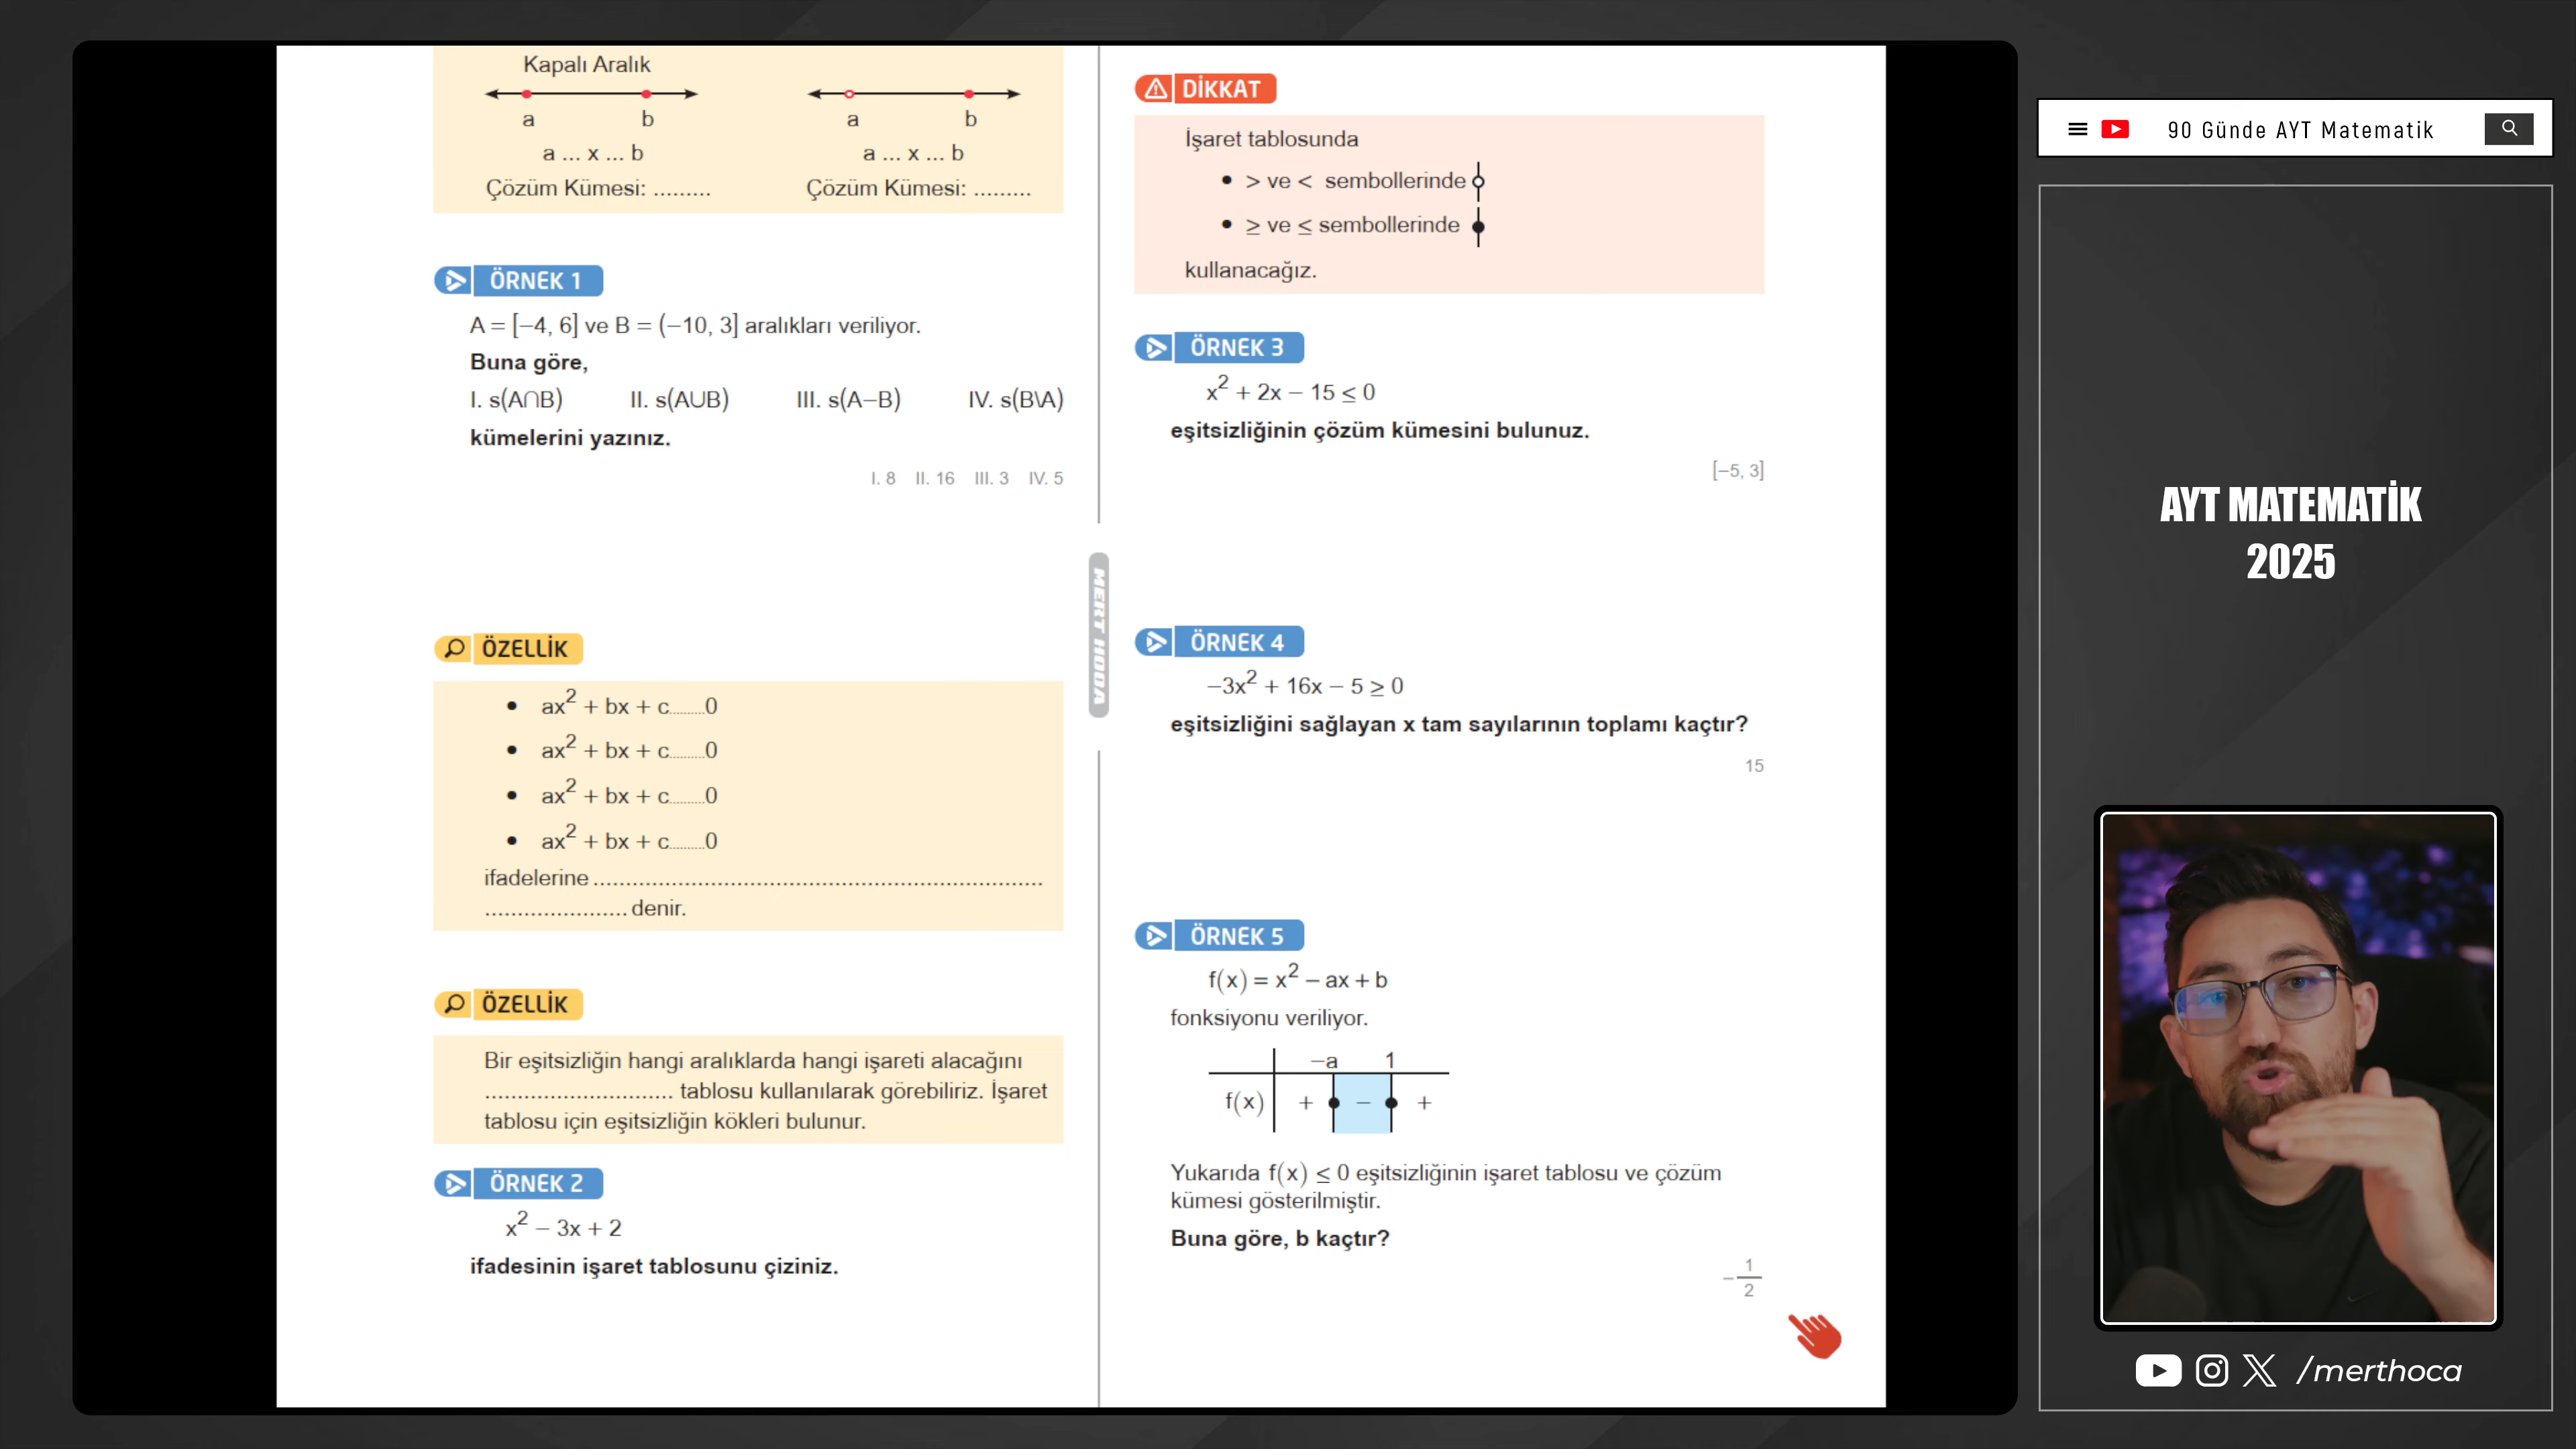 Kapalı Aralık
a b
a ... x ... b
Çözüm Kümesi: .........
a b
a ... x ... b
Çözüm Kümesi: .........
ÖRNEK 1
A = [−4, 6] ve B = (−10, 3] aralıkları veriliyor.
Buna göre,
I. s(A∩B) II. s(A∪B) III. s(A−B) IV. s(B\A)
kümelerini yazınız.
I. 8 II. 16 III. 3 IV. 5
ÖZELLİK
• ax² + bx + c.........0
• ax² + bx + c.........0
• ax² + bx + c.........0
• ax² + bx + c.........0
ifadelerine .....................................................................
...................... denir.
ÖZELLİK
Bir eşitsizliğin hangi aralıklarda hangi işareti alacağını
............................. tablosu kullanılarak görebiliriz. İşaret
tablosu için eşitsizliğin kökleri bulunur.
ÖRNEK 2
x² − 3x + 2
ifadesinin işaret tablosunu çiziniz.
MERT HOCA
DİKKAT
İşaret tablosunda
• > ve < sembollerinde
• ≥ ve ≤ sembollerinde
kullanacağız.
ÖRNEK 3
x² + 2x − 15 ≤ 0
eşitsizliğinin çözüm kümesini bulunuz.
[−5, 3]
ÖRNEK 4
−3x² + 16x − 5 ≥ 0
eşitsizliğini sağlayan x tam sayılarının toplamı kaçtır?
15
ÖRNEK 5
f(x) = x² − ax + b
fonksiyonu veriliyor.
−a 1
f(x) + − +
Yukarıda f(x) ≤ 0 eşitsizliğinin işaret tablosu ve çözüm
kümesi gösterilmiştir.
Buna göre, b kaçtır?
−1/2
90 Günde AYT Matematik
AYT MATEMATİK
2025
/merthoca